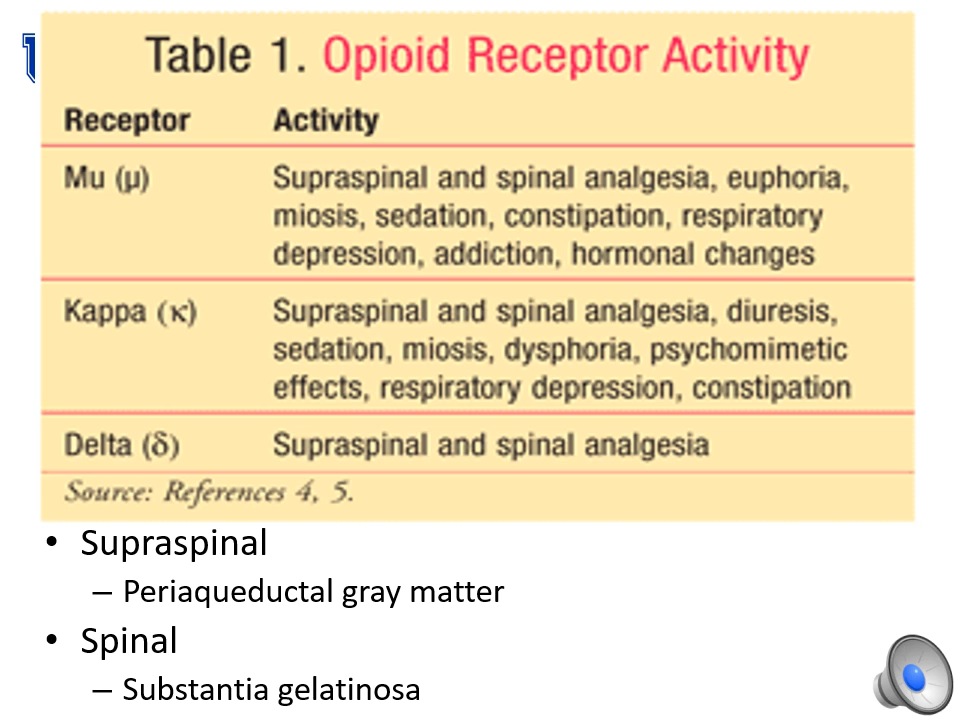 Table 1. Opioid Receptor Activity
Receptor Activity
Mu (μ) Supraspinal and spinal analgesia, euphoria,
miosis, sedation, constipation, respiratory
depression, addiction, hormonal changes
Kappa (κ) Supraspinal and spinal analgesia, diuresis,
sedation, miosis, dysphoria, psychomimetic
effects, respiratory depression, constipation
Delta (δ) Supraspinal and spinal analgesia
Source: References 4, 5.
• Supraspinal
– Periaqueductal gray matter
• Spinal
– Substantia gelatinosa